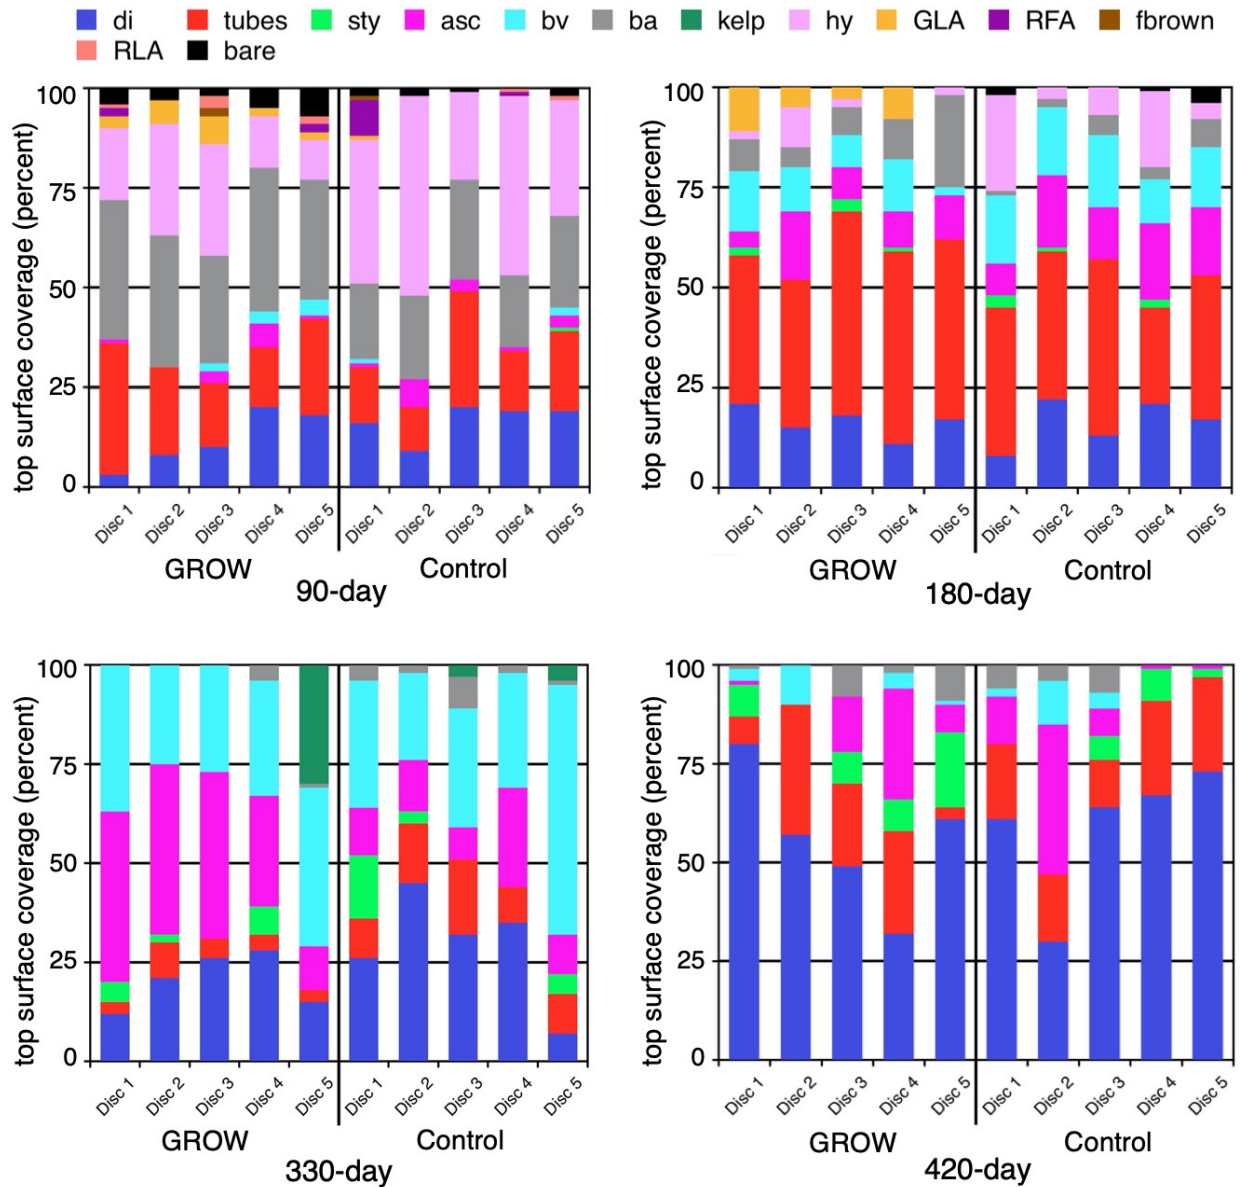 di tubes sty asc bv ba kelp hy GLA RFA fbrown
RLA bare
top surface coverage (percent)
100
75
50
25
0
Disc 1 Disc 2 Disc 3 Disc 4 Disc 5 Disc 1 Disc 2 Disc 3 Disc 4 Disc 5
GROW Control
90-day
top surface coverage (percent)
100
75
50
25
0
Disc 1 Disc 2 Disc 3 Disc 4 Disc 5 Disc 1 Disc 2 Disc 3 Disc 4 Disc 5
GROW Control
180-day
top surface coverage (percent)
100
75
50
25
0
Disc 1 Disc 2 Disc 3 Disc 4 Disc 5 Disc 1 Disc 2 Disc 3 Disc 4 Disc 5
GROW Control
330-day
top surface coverage (percent)
100
75
50
25
0
Disc 1 Disc 2 Disc 3 Disc 4 Disc 5 Disc 1 Disc 2 Disc 3 Disc 4 Disc 5
GROW Control
420-day